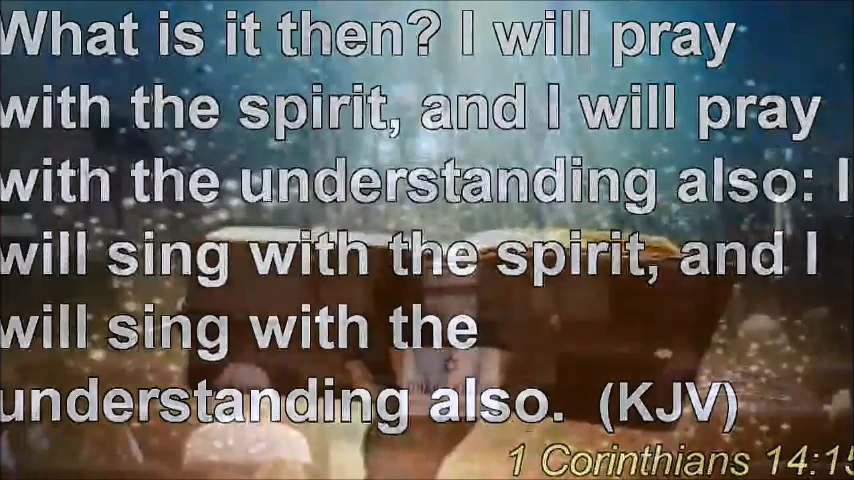 What is it then? I will pray
with the spirit, and I will pray
with the understanding also: I
will sing with the spirit, and I
will sing with the
understanding also. (KJV)
1 Corinthians 14:15